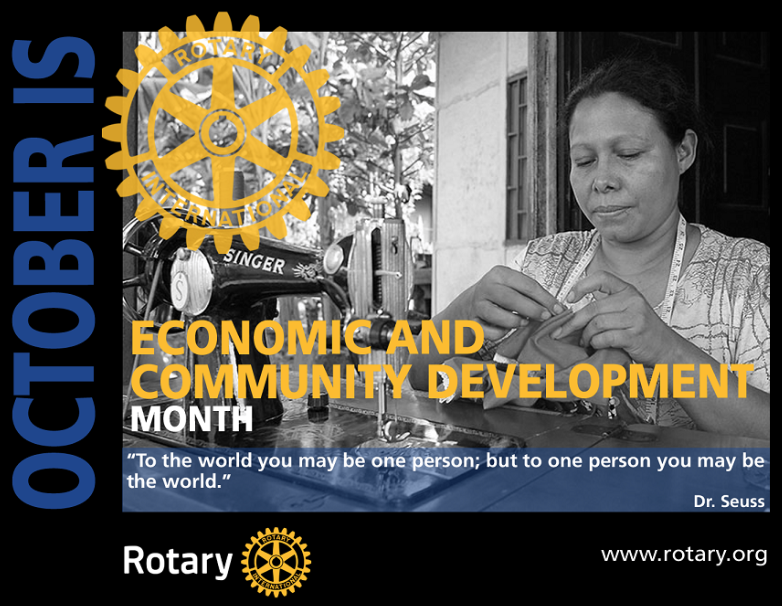 OCTOBER IS
ROTARY
INTERNATIONAL
SINGER
S
ECONOMIC AND
COMMUNITY DEVELOPMENT
MONTH
"To the world you may be one person; but to one person you may be
the world."
Dr. Seuss
Rotary
ROTARY
INTERNATIONAL
www.rotary.org